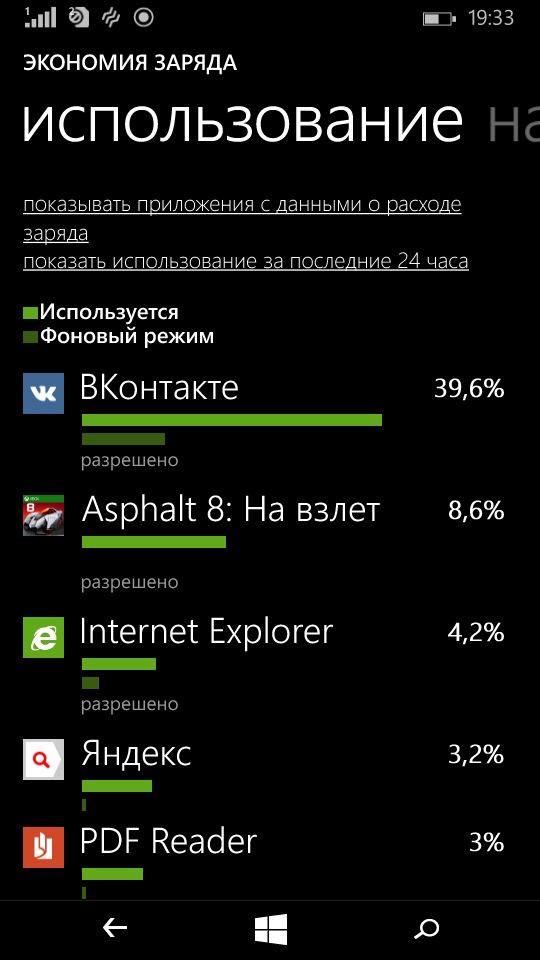 1
19:33
ЭКОНОМИЯ ЗАРЯДА
использование на
показывать приложения с данными о расходе
заряда
показать использование за последние 24 часа
Используется
Фоновый режим
ВКонтакте 39,6%
разрешено
Asphalt 8: На взлет 8,6%
разрешено
Internet Explorer 4,2%
разрешено
Яндекс 3,2%
PDF Reader 3%